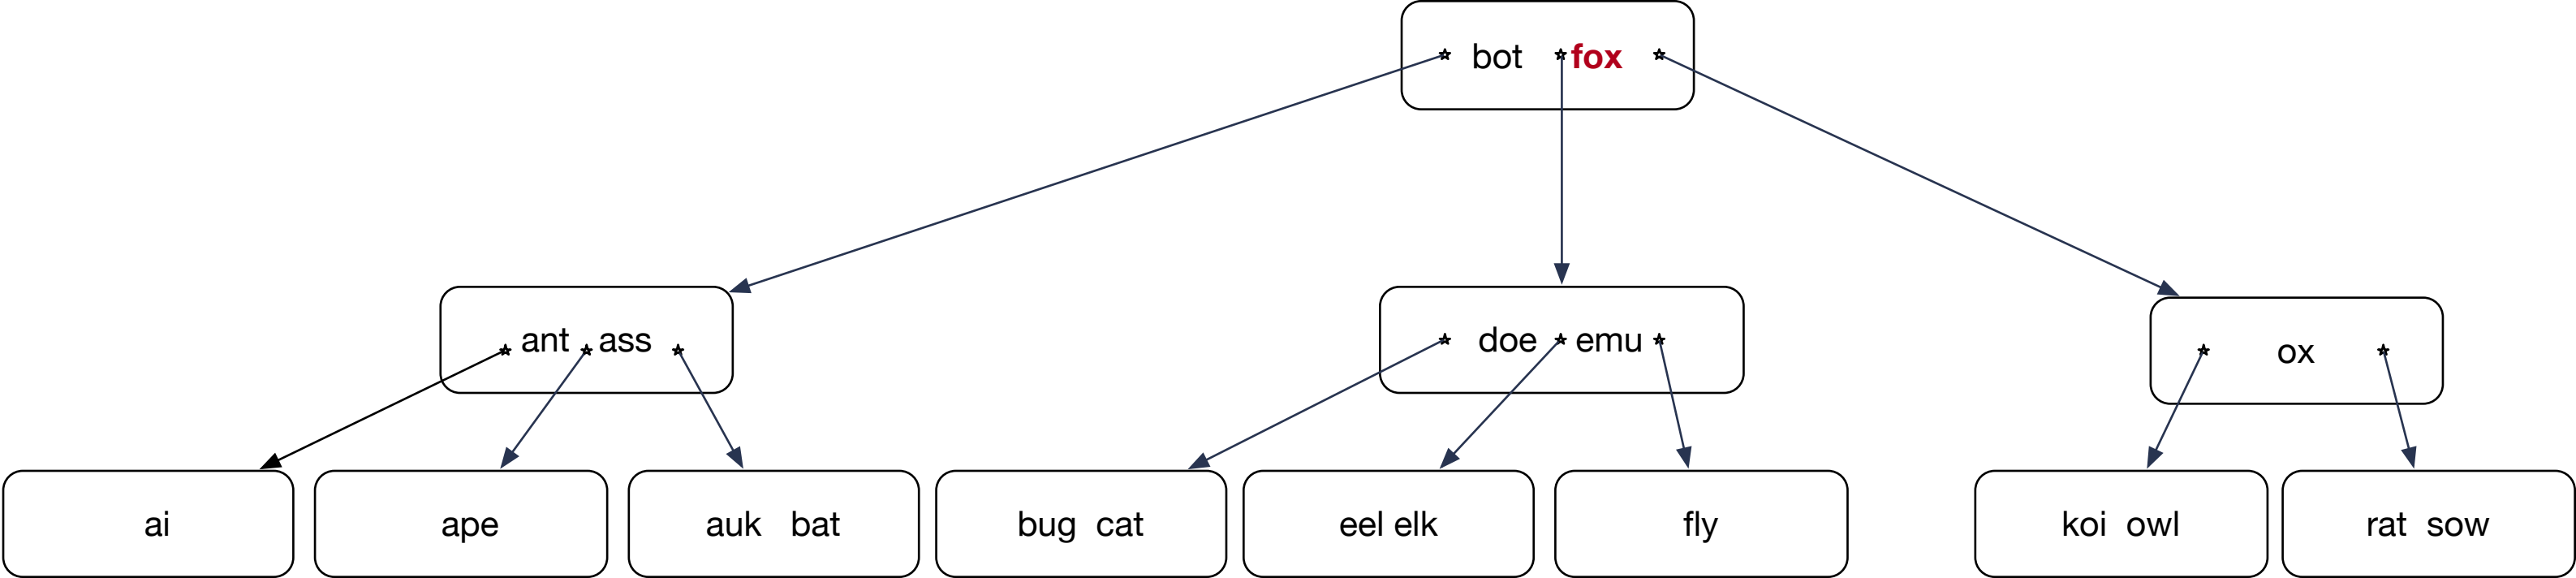 bot fox
ant ass
doe emu
ox
ai
ape
auk bat
bug cat
eel elk
fly
koi owl
rat sow